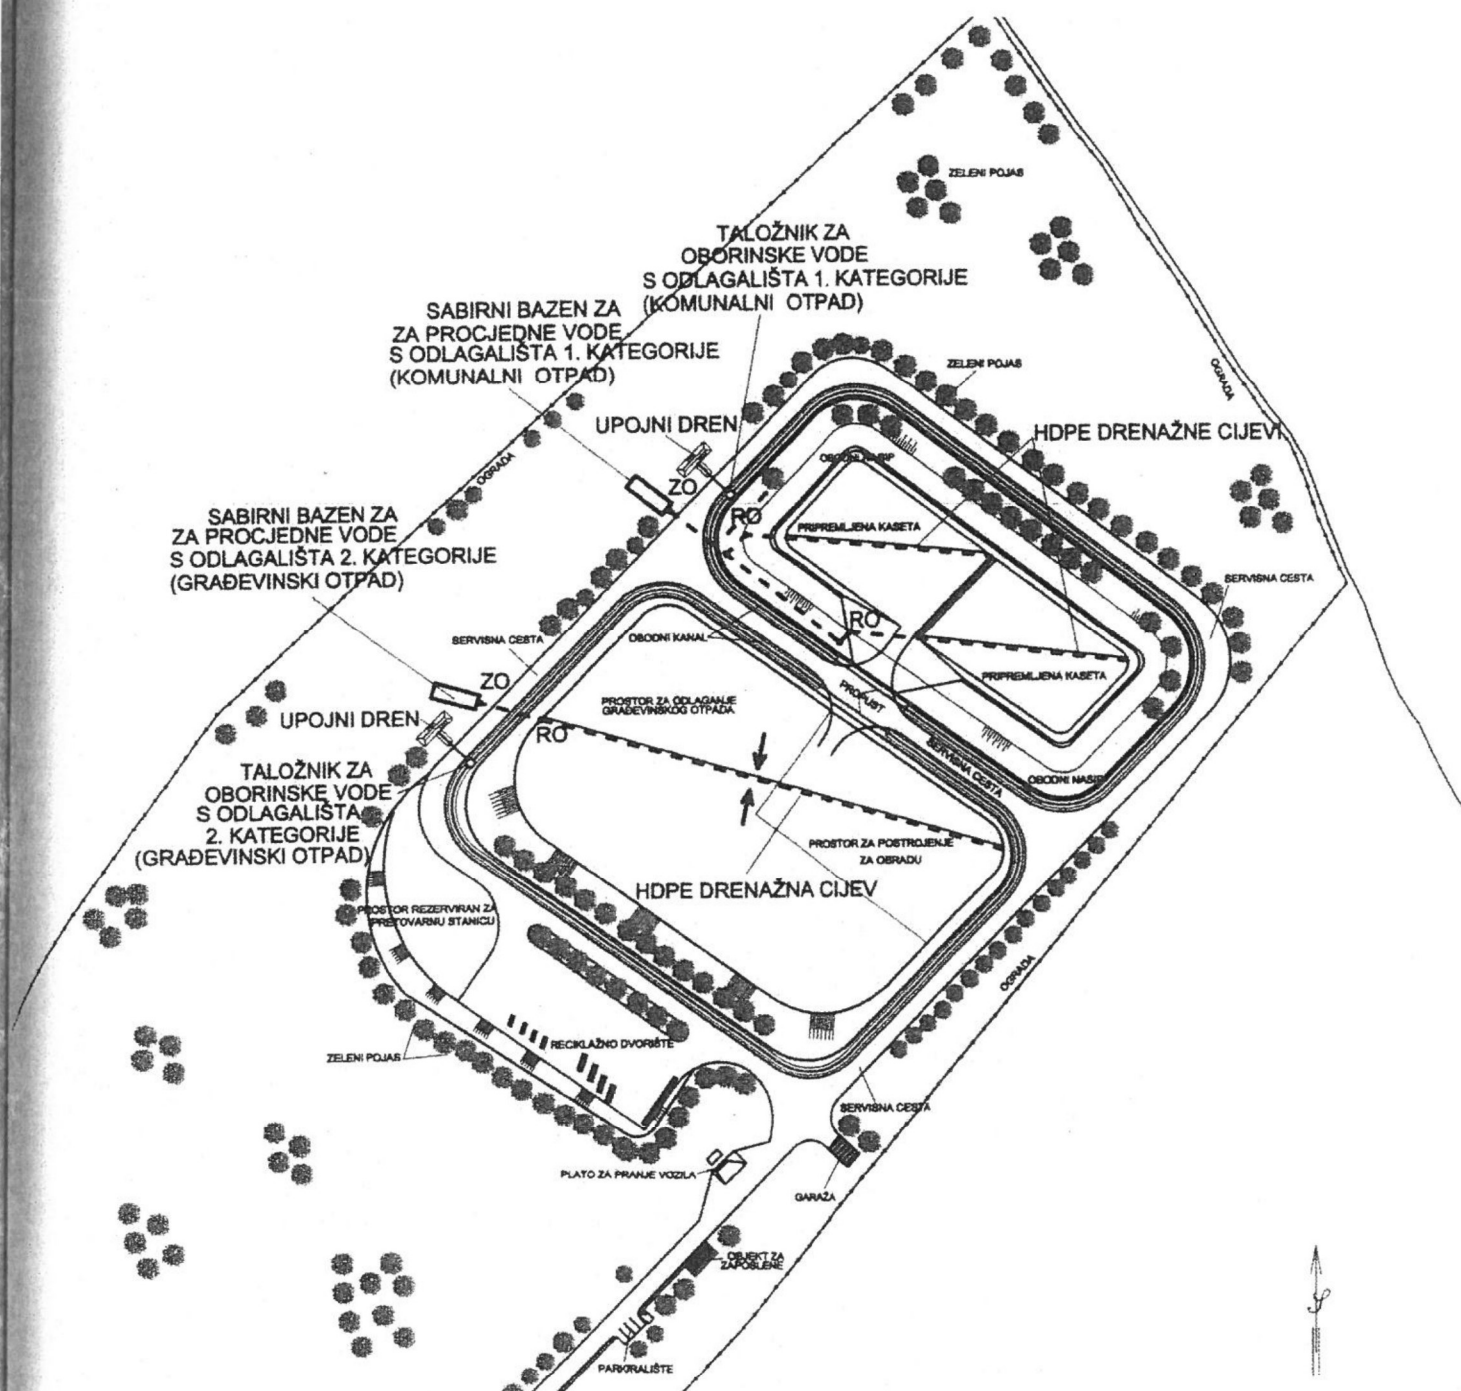 ZELENI POJAS
TALOŽNIK ZA
OBORINSKE VODE
S ODLAGALIŠTA 1. KATEGORIJE
(KOMUNALNI OTPAD)
SABIRNI BAZEN ZA
ZA PROCJEDNE VODE
S ODLAGALIŠTA 1. KATEGORIJE
(KOMUNALNI OTPAD)
ZELENI POJAS
OGRADA
UPOJNI DREN
HDPE DRENAŽNE CIJEVI
OGRADA
OBODNI NASIP
ZO
RO
PRIPREMLJENA KASETA
SABIRNI BAZEN ZA
ZA PROCJEDNE VODE
S ODLAGALIŠTA 2. KATEGORIJE
(GRAĐEVINSKI OTPAD)
SERVISNA CESTA
RO
SERVISNA CESTA
OBODNI KANAL
PRIPREMLJENA KASETA
ZO
PROPUST
PROSTOR ZA ODLAGANJE
GRAĐEVINSKOG OTPADA
UPOJNI DREN
RO
SERVISNA CESTA
OBODNI NASIP
TALOŽNIK ZA
OBORINSKE VODE
S ODLAGALIŠTA
2. KATEGORIJE
(GRAĐEVINSKI OTPAD)
PROSTOR ZA POSTROJENJE
ZA OBRADU
HDPE DRENAŽNA CIJEV
PROSTOR REZERVIRAN ZA
PRETOVARNU STANICU
OGRADA
RECIKLAŽNO DVORIŠTE
ZELENI POJAS
SERVISNA CESTA
PLATO ZA PRANJE VOZILA
GARAŽA
OBJEKT ZA
ZAPOSLENE
S
PARKIRALIŠTE